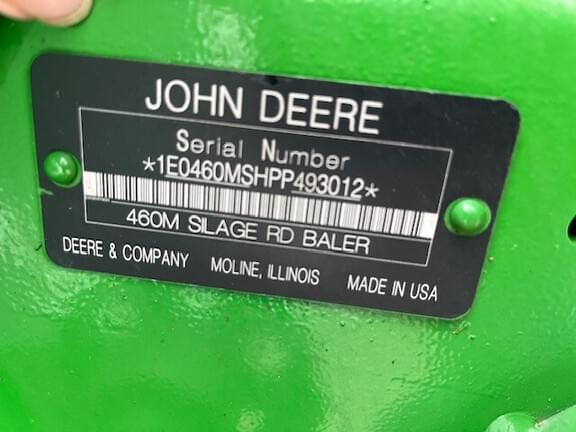 JOHN DEERE
Serial Number
*1E0460MSHPP493012*
460M SILAGE RD BALER
DEERE & COMPANY MOLINE, ILLINOIS MADE IN USA